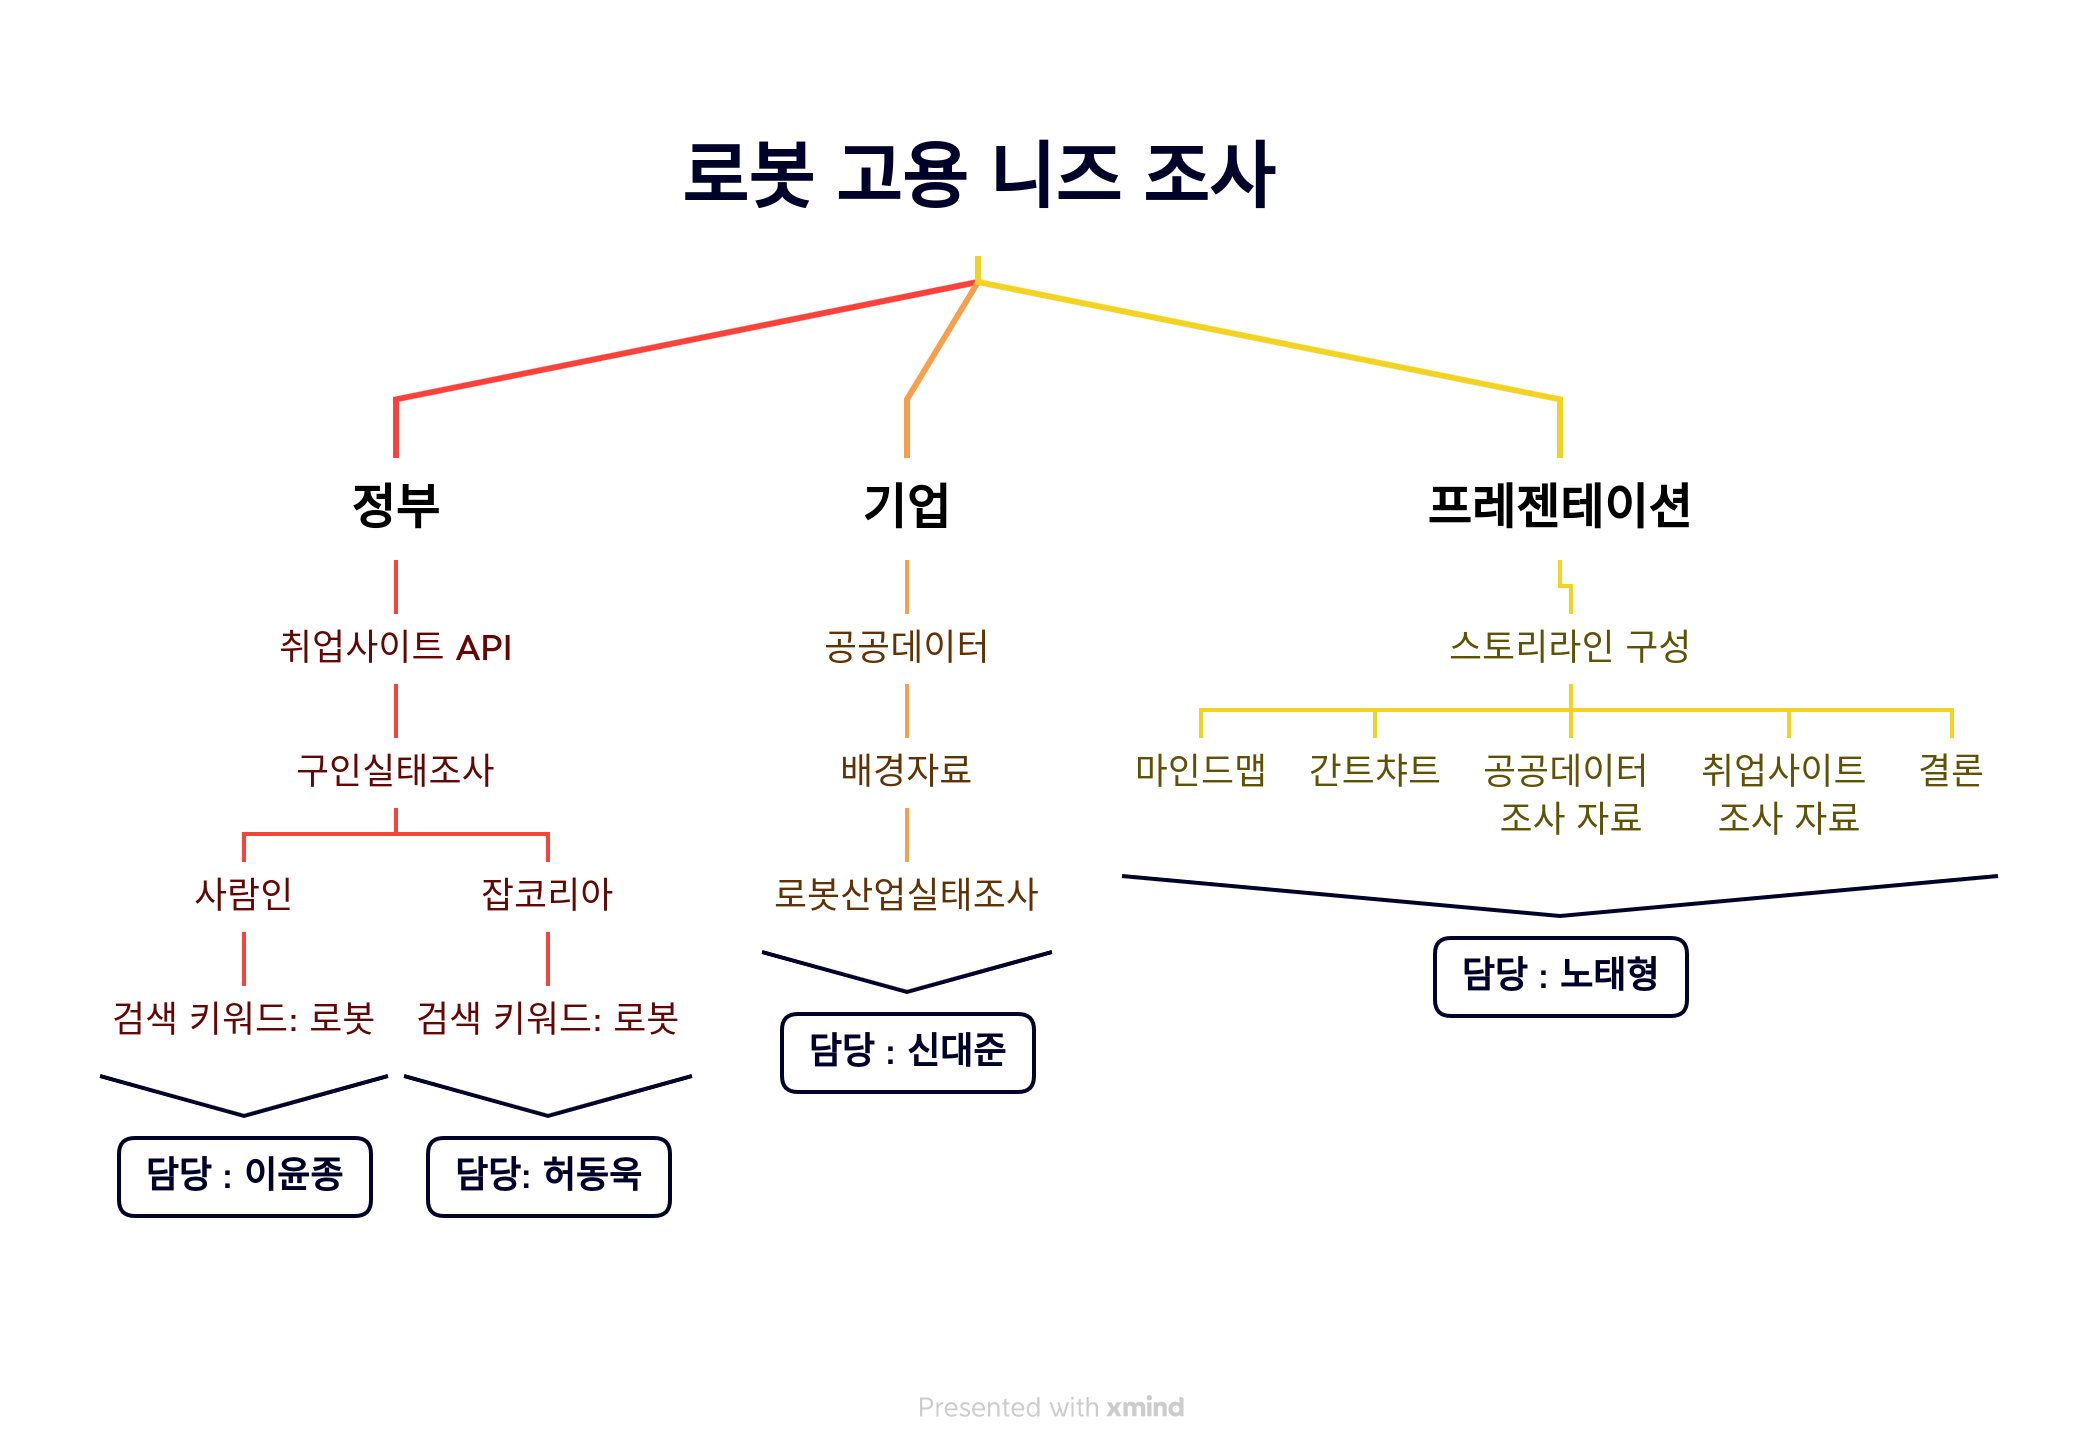 로봇 고용 니즈 조사
정부
기업
프레젠테이션
취업사이트 API
공공데이터
스토리라인 구성
구인실태조사
배경자료
마인드맵
간트챠트
공공데이터
조사 자료
취업사이트
조사 자료
결론
사람인
잡코리아
로봇산업실태조사
검색 키워드: 로봇
검색 키워드: 로봇
담당 : 노태형
담당 : 신대준
담당 : 이윤종
담당: 허동욱
Presented with xmind